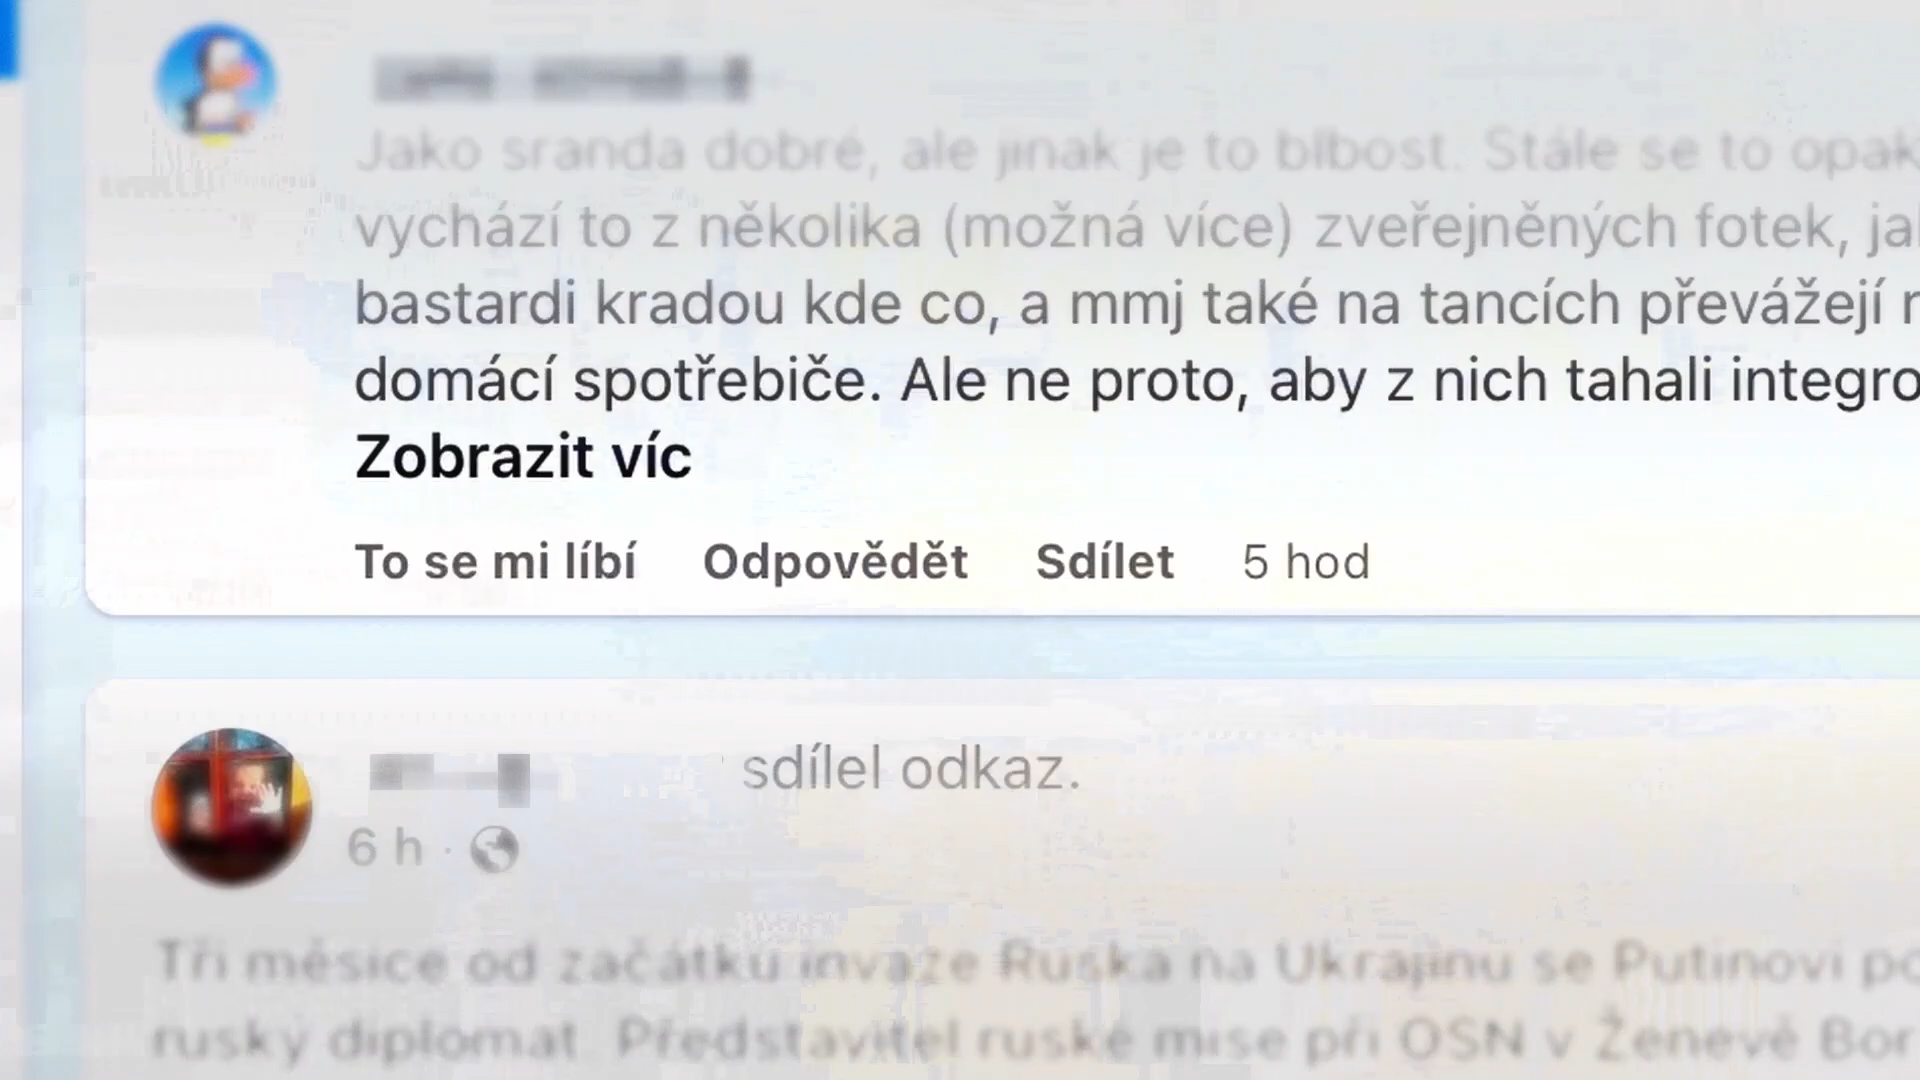 Jako sranda dobré, ale jinak je to blbost. Stále se to opak
vychází to z několika (možná více) zveřejněných fotek, jak
bastardi kradou kde co, a mmj také na tancích převážejí
domácí spotřebiče. Ale ne proto, aby z nich tahali integro
Zobrazit víc
To se mi líbí Odpovědět Sdílet 5 hod
sdílel odkaz.
6 h ·
Tři měsíce od začátku invaze Ruska na Ukrajinu se Putinovi po
ruský diplomat Představitel ruské mise při OSN v Ženevě Bor